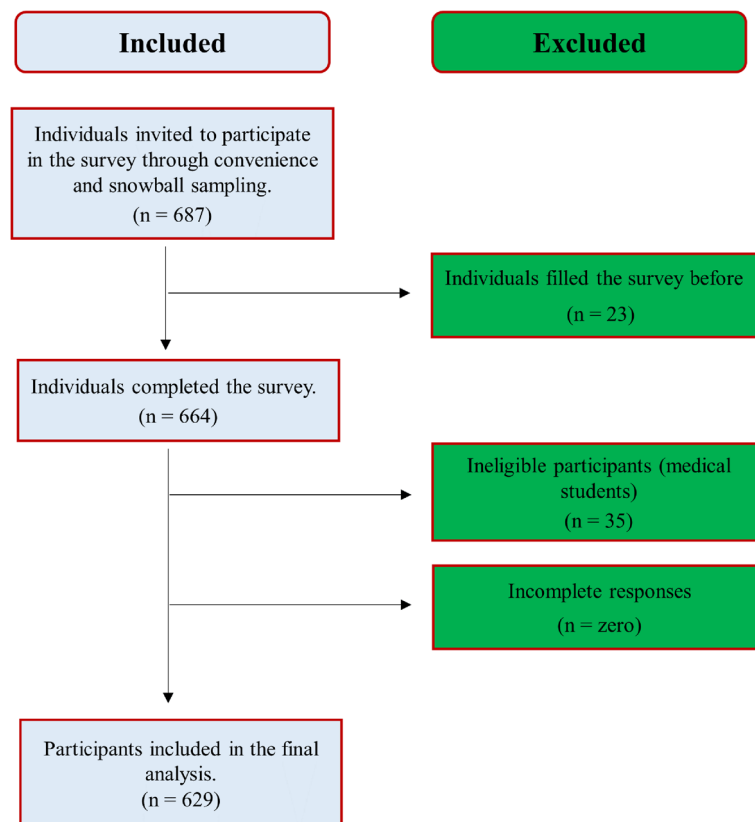 Included
Excluded
Individuals invited to participate
in the survey through convenience
and snowball sampling.
(n = 687)
Individuals filled the survey before
(n = 23)
Individuals completed the survey.
(n = 664)
Ineligible participants (medical
students)
(n = 35)
Incomplete responses
(n = zero)
Participants included in the final
analysis.
(n = 629)